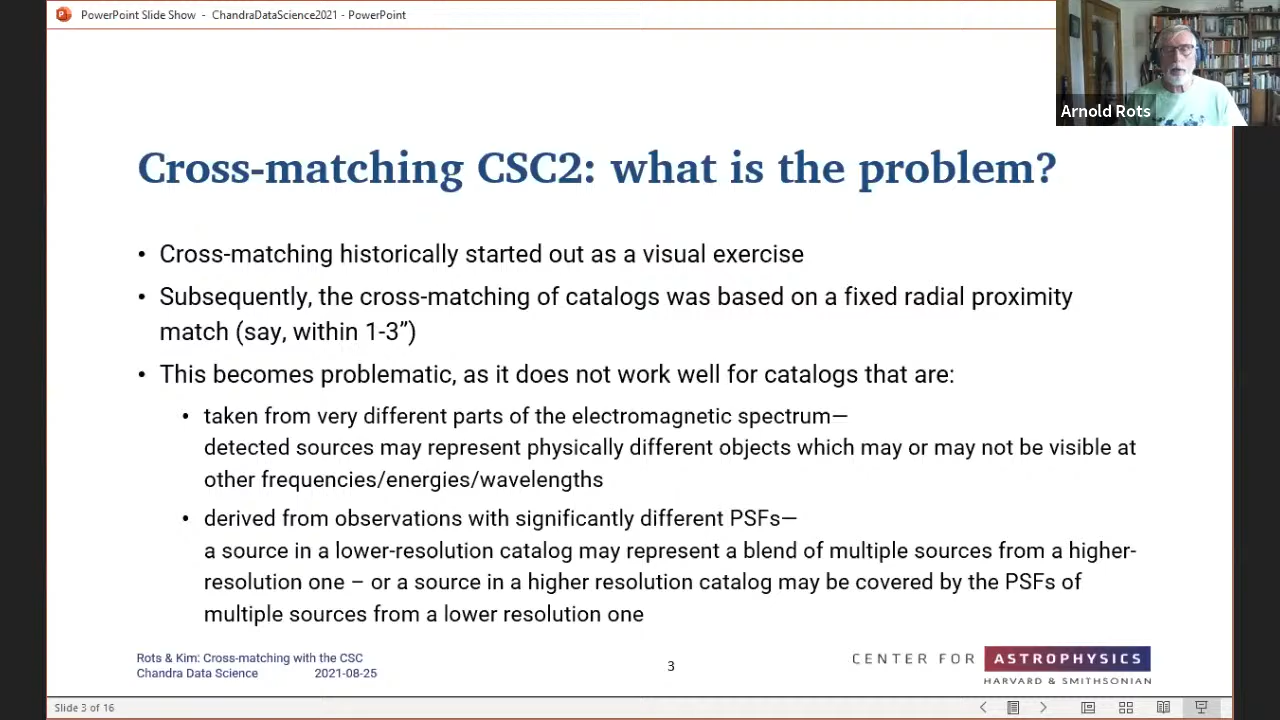 PowerPoint Slide Show - ChandraDataScience2021 - PowerPoint
Arnold Rots
Cross-matching CSC2: what is the problem?
• Cross-matching historically started out as a visual exercise
• Subsequently, the cross-matching of catalogs was based on a fixed radial proximity
match (say, within 1-3”)
• This becomes problematic, as it does not work well for catalogs that are:
• taken from very different parts of the electromagnetic spectrum—
detected sources may represent physically different objects which may or may not be visible at
other frequencies/energies/wavelengths
• derived from observations with significantly different PSFs—
a source in a lower-resolution catalog may represent a blend of multiple sources from a higher-
resolution one – or a source in a higher resolution catalog may be covered by the PSFs of
multiple sources from a lower resolution one
Rots & Kim: Cross-matching with the CSC
Chandra Data Science 2021-08-25
3
CENTER FOR ASTROPHYSICS
HARVARD & SMITHSONIAN
Slide 3 of 16